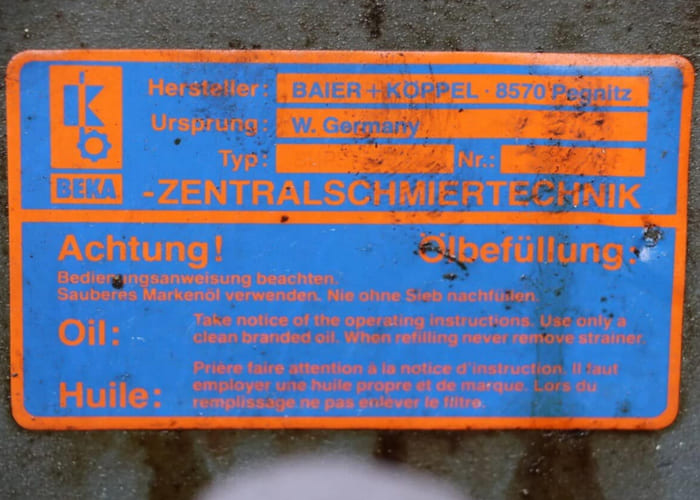 Hersteller: BAIER + KÖPPEL · 8570 Pegnitz
Ursprung: W. Germany
Typ: Nr.:
BEKA -ZENTRALSCHMIERTECHNIK
Achtung! Ölbefüllung:
Bedienungsanweisung beachten.
Sauberes Markenöl verwenden. Nie ohne Sieb nachfüllen.
Oil: Take notice of the operating instructions. Use only a
clean branded oil. When refilling never remove strainer.
Huile: Prière faire attention à la notice d'instruction. Il faut
employer une huile propre et de marque. Lors du
remplissage ne pas enlever le filtre.